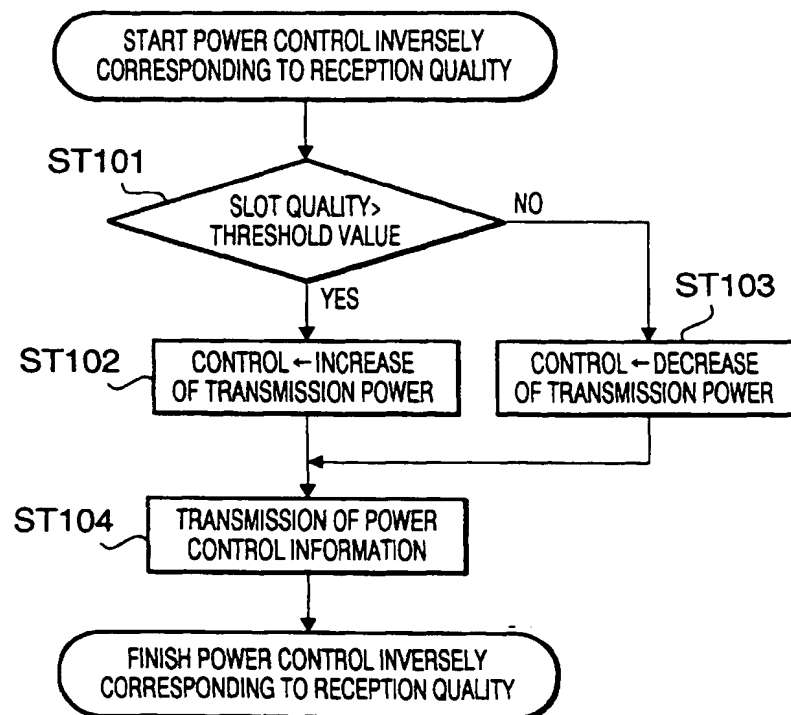 START POWER CONTROL INVERSELY
CORRESPONDING TO RECEPTION QUALITY
ST101
SLOT QUALITY>
THRESHOLD VALUE
NO
YES
ST103
ST102
CONTROL←INCREASE
OF TRANSMISSION POWER
CONTROL←DECREASE
OF TRANSMISSION POWER
ST104
TRANSMISSION OF POWER
CONTROL INFORMATION
FINISH POWER CONTROL INVERSELY
CORRESPONDING TO RECEPTION QUALITY